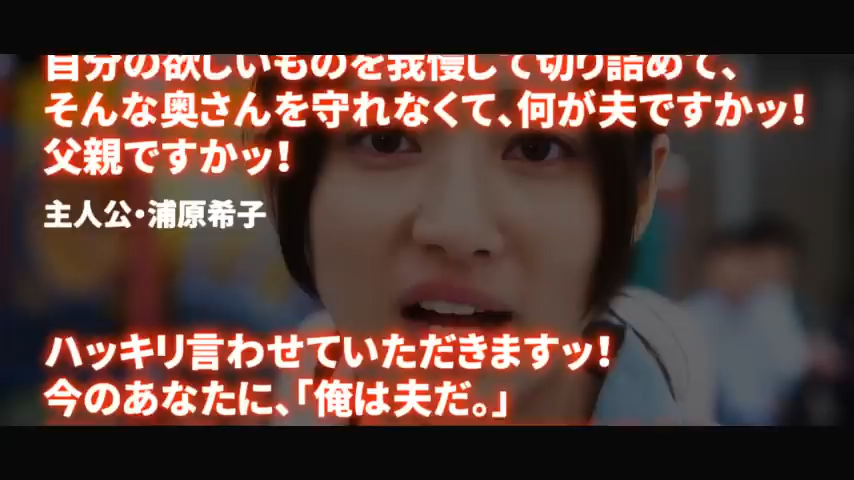 自分の欲しいものを我慢して切り詰めて、
そんな奥さんを守れなくて、何が夫ですかッ!
父親ですかッ!
主人公・浦原希子
ハッキリ言わせていただきますッ!
今のあなたに、「俺は夫だ。」